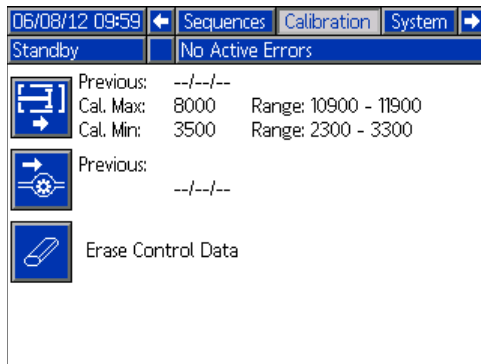 06/08/12 09:59 Sequences Calibration System
Standby No Active Errors
Previous: --/--/--
Cal. Max: 8000 Range: 10900 - 11900
Cal. Min: 3500 Range: 2300 - 3300
Previous:
--/--/--
Erase Control Data